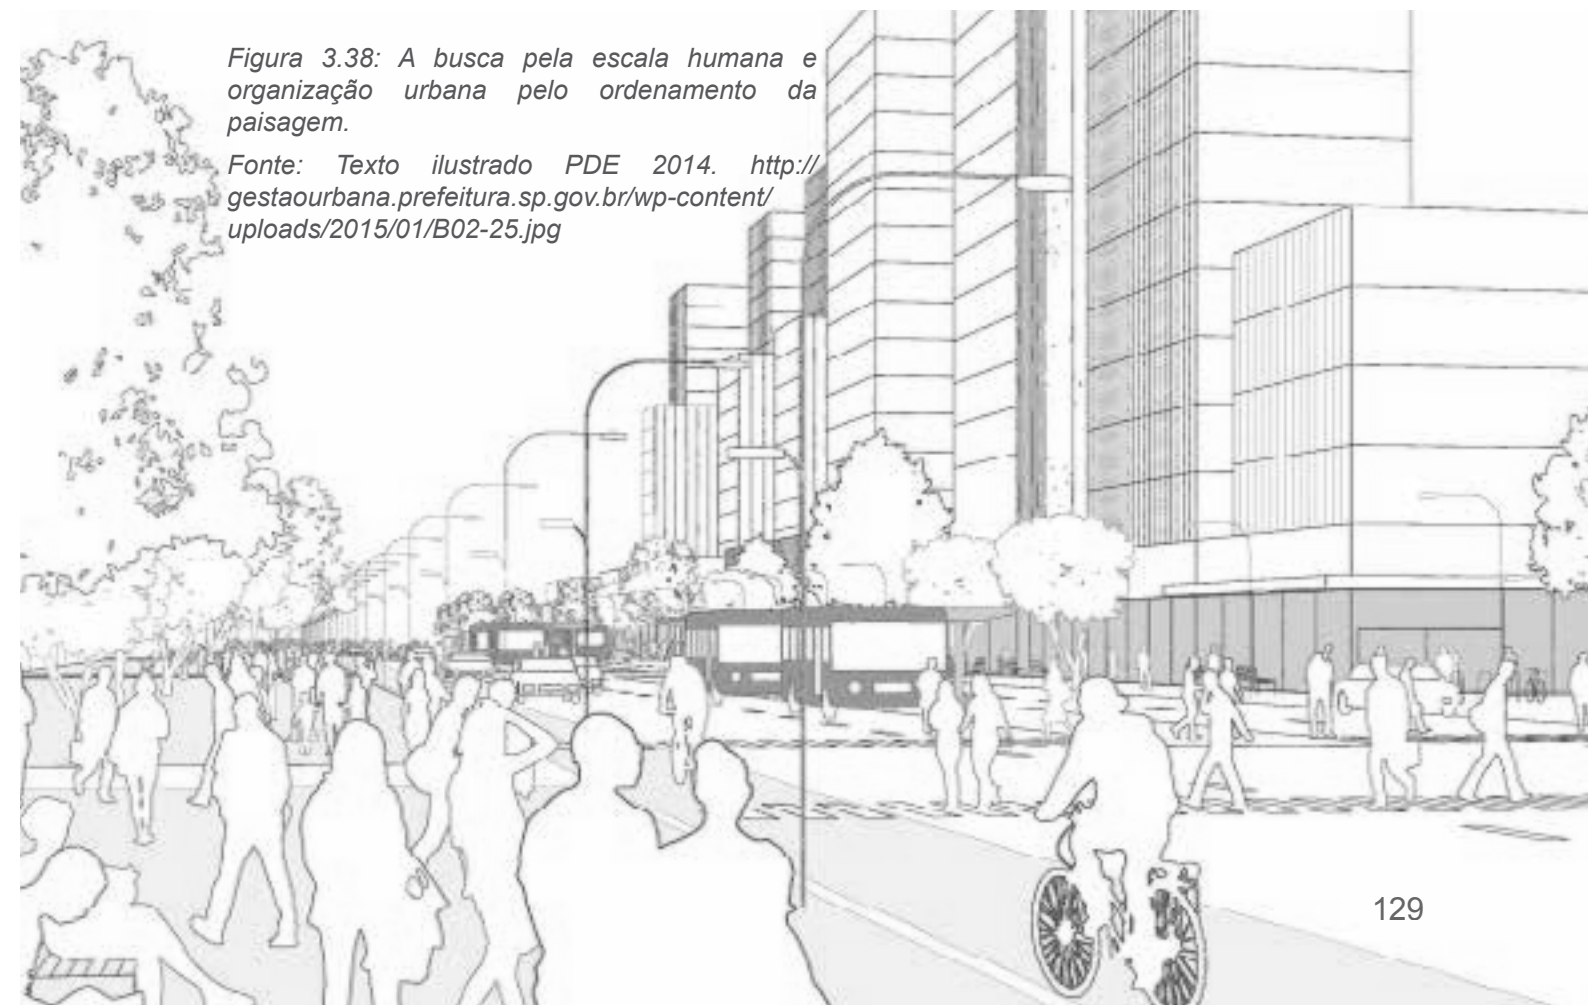 Figura 3.38: A busca pela escala humana e
organização urbana pelo ordenamento da
paisagem.
Fonte: Texto ilustrado PDE 2014. http://
gestaourbana.prefeitura.sp.gov.br/wp-content/
uploads/2015/01/B02-25.jpg
129